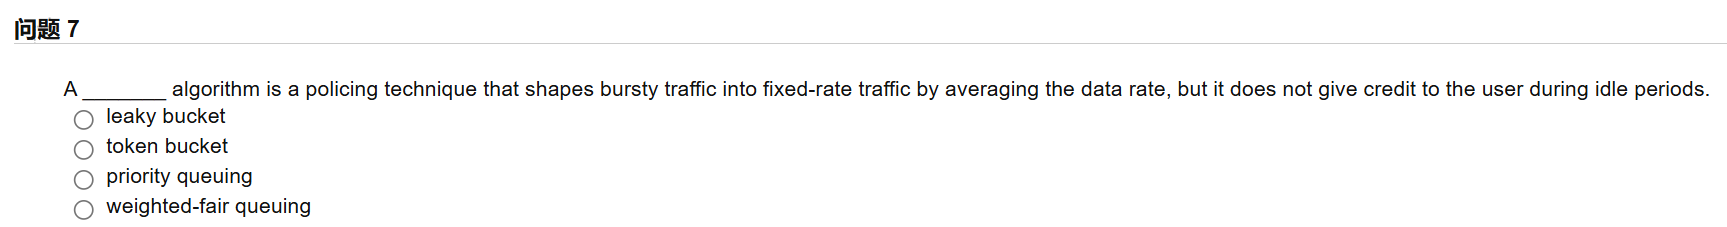 问题 7
A ________ algorithm is a policing technique that shapes bursty traffic into fixed-rate traffic by averaging the data rate, but it does not give credit to the user during idle periods.
leaky bucket
token bucket
priority queuing
weighted-fair queuing